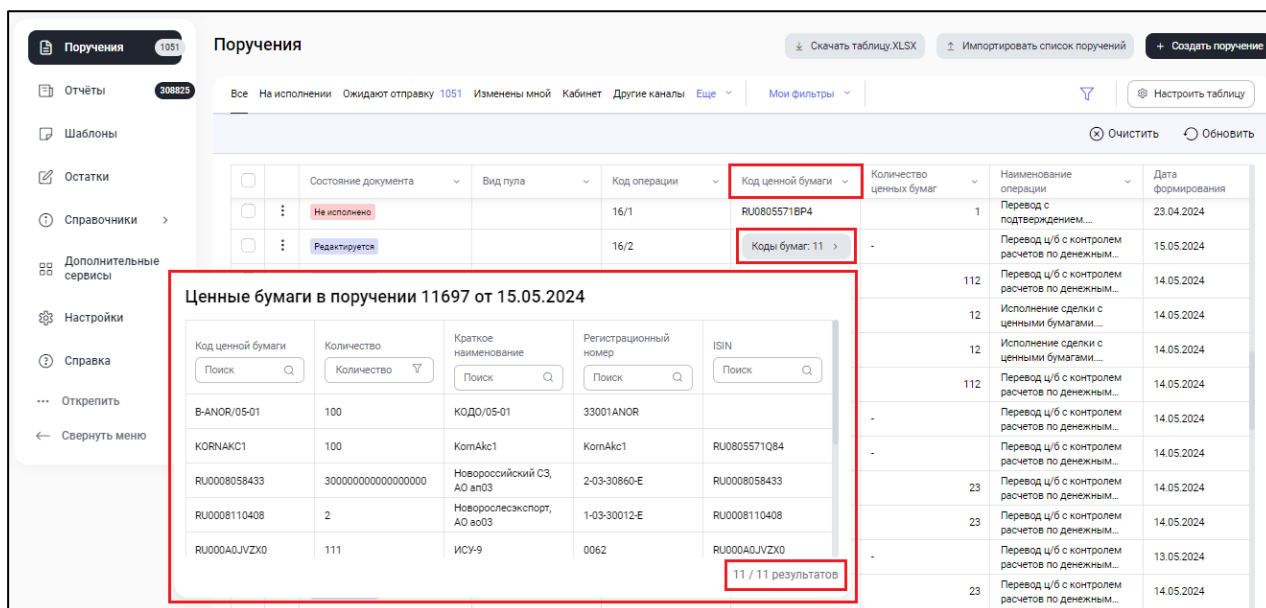 Поручения 1051
Отчёты 308825
Шаблоны
Остатки
Справочники
Дополнительные
сервисы
Настройки
Справка
Открепить
Свернуть меню
Поручения
Скачать таблицу.XLSX
Импортировать список поручений
+ Создать поручение
Все На исполнении Ожидают отправку 1051 Изменены мной Кабинет Другие каналы Еще Мои фильтры
Настроить таблицу
Очистить Обновить
Состояние документа Вид пула Код операции Код ценной бумаги Количество ценных бумаг Наименование операции Дата формирования
Не исполнено 16/1 RU0805571BP4 1 Перевод с подтверждением.... 23.04.2024
Редактируется 16/2 Коды бумаг: 11 - Перевод ц/б с контролем расчетов по денежным... 15.05.2024
112 Перевод ц/б с контролем расчетов по денежным... 14.05.2024
12 Исполнение сделки с ценными бумагами.... 14.05.2024
12 Исполнение сделки с ценными бумагами.... 14.05.2024
112 Перевод ц/б с контролем расчетов по денежным... 14.05.2024
- Перевод ц/б с контролем расчетов по денежным... 14.05.2024
- Перевод ц/б с контролем расчетов по денежным... 14.05.2024
23 Перевод ц/б с контролем расчетов по денежным... 14.05.2024
23 Перевод ц/б с контролем расчетов по денежным... 14.05.2024
- Перевод ц/б с контролем расчетов по денежным... 13.05.2024
23 Перевод ц/б с контролем расчетов по денежным... 14.05.2024
Ценные бумаги в поручении 11697 от 15.05.2024
Код ценной бумаги Количество Краткое наименование Регистрационный номер ISIN
Поиск Количество Поиск Поиск Поиск
B-ANOR/05-01 100 КОДО/05-01 33001ANOR
KORNAKC1 100 KornAkc1 KornAkc1 RU0805571Q84
RU0008058433 300000000000000000 Новороссийский СЗ, АО ап03 2-03-30860-E RU0008058433
RU0008110408 2 Новорослесэкспорт, АО ао03 1-03-30012-E RU0008110408
RU000A0JVZX0 111 ИСУ-9 0062 RU000A0JVZX0
11 / 11 результатов